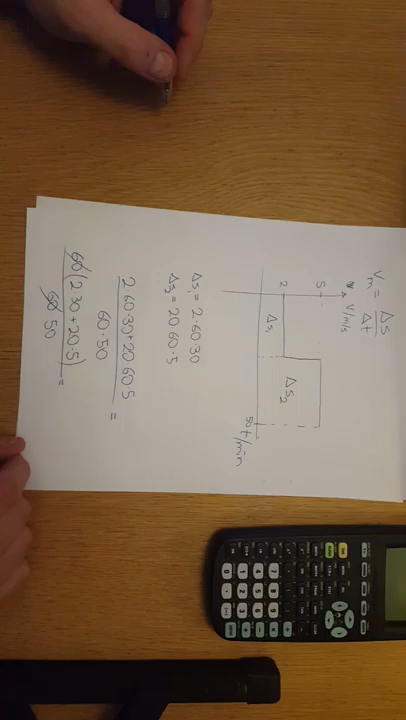 Vₘ = Δs / Δt
V/m/s
5
2
Δs₁
Δs₂
50 t/min
Δs₁ = 2·60·30
Δs₂ = 20·60·5
2·60·30+20·60·5 / 60·50 =
60(2·30+20·5) / 60·50 =